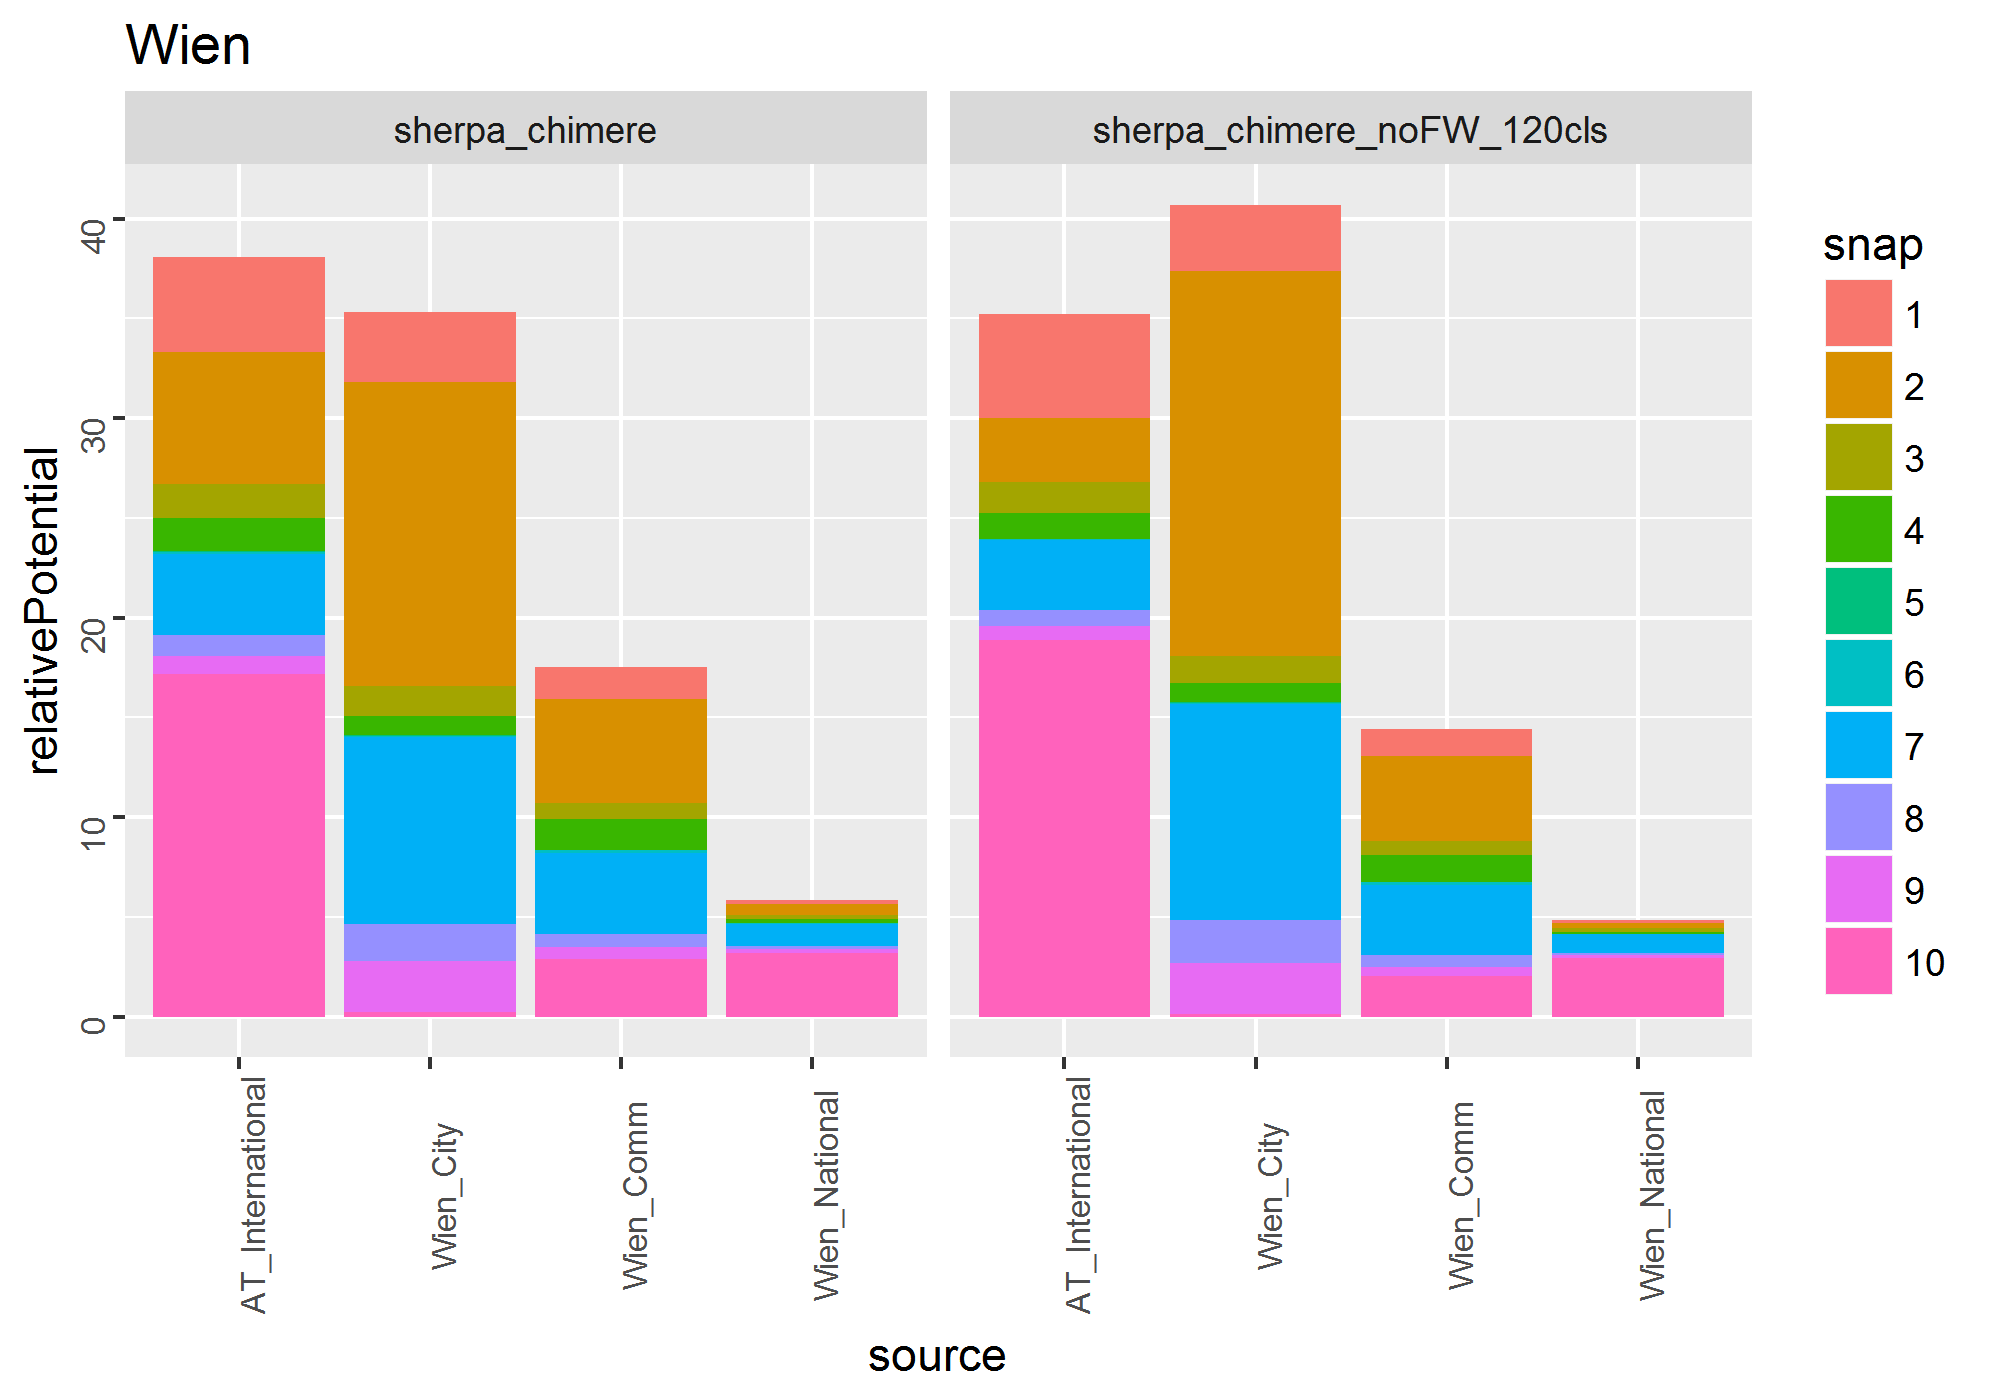 Wien
sherpa_chimere
sherpa_chimere_noFW_120cls
relativePotential
40
30
20
10
0
AT_International
Wien_City
Wien_Comm
Wien_National
AT_International
Wien_City
Wien_Comm
Wien_National
source
snap
1
2
3
4
5
6
7
8
9
10